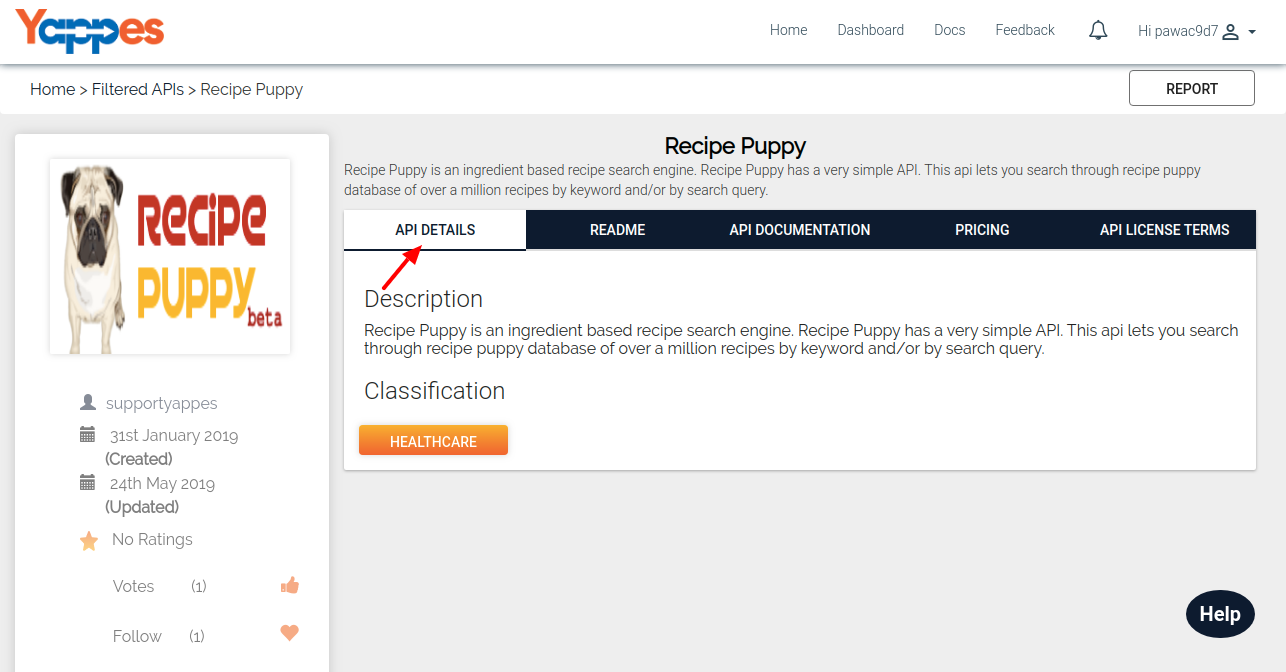 Yappes
Home
Dashboard
Docs
Feedback
Hi pawac9d7
Home > Filtered APIs > Recipe Puppy
REPORT
RECIPE
PUPPY
beta
supportyappes
31st January 2019
(Created)
24th May 2019
(Updated)
No Ratings
Votes (1)
Follow (1)
Recipe Puppy
Recipe Puppy is an ingredient based recipe search engine. Recipe Puppy has a very simple API. This api lets you search through recipe puppy
database of over a million recipes by keyword and/or by search query.
API DETAILS
README
API DOCUMENTATION
PRICING
API LICENSE TERMS
Description
Recipe Puppy is an ingredient based recipe search engine. Recipe Puppy has a very simple API. This api lets you search
through recipe puppy database of over a million recipes by keyword and/or by search query.
Classification
HEALTHCARE
Help